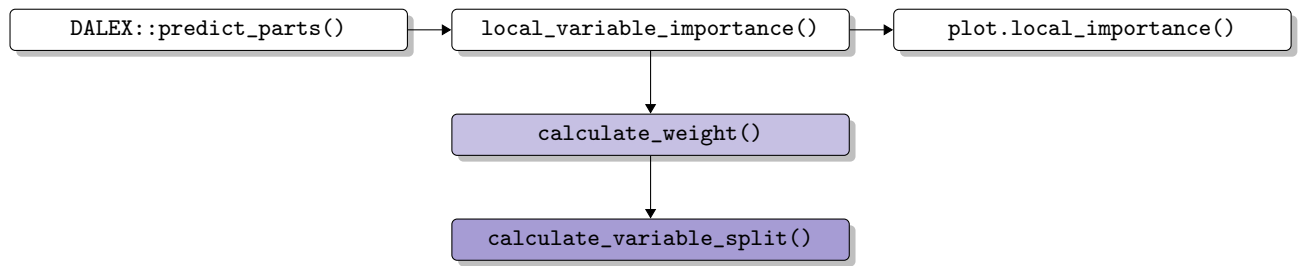 DALEX::predict_parts()
local_variable_importance()
plot.local_importance()
calculate_weight()
calculate_variable_split()